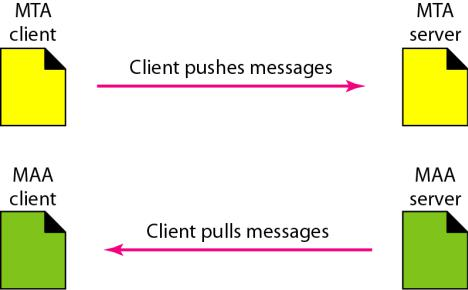 MTA
client
MTA
server
Client pushes messages
MAA
client
MAA
server
Client pulls messages